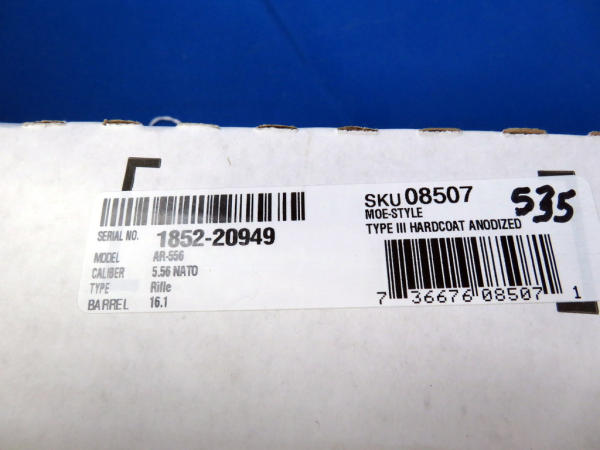 SERIAL NO. 1852-20949
MODEL AR-556
CALIBER 5.56 NATO
TYPE Rifle
BARREL 16.1
SKU 08507
MOE-STYLE
TYPE III HARDCOAT ANODIZED
535
7 36676 08507 1